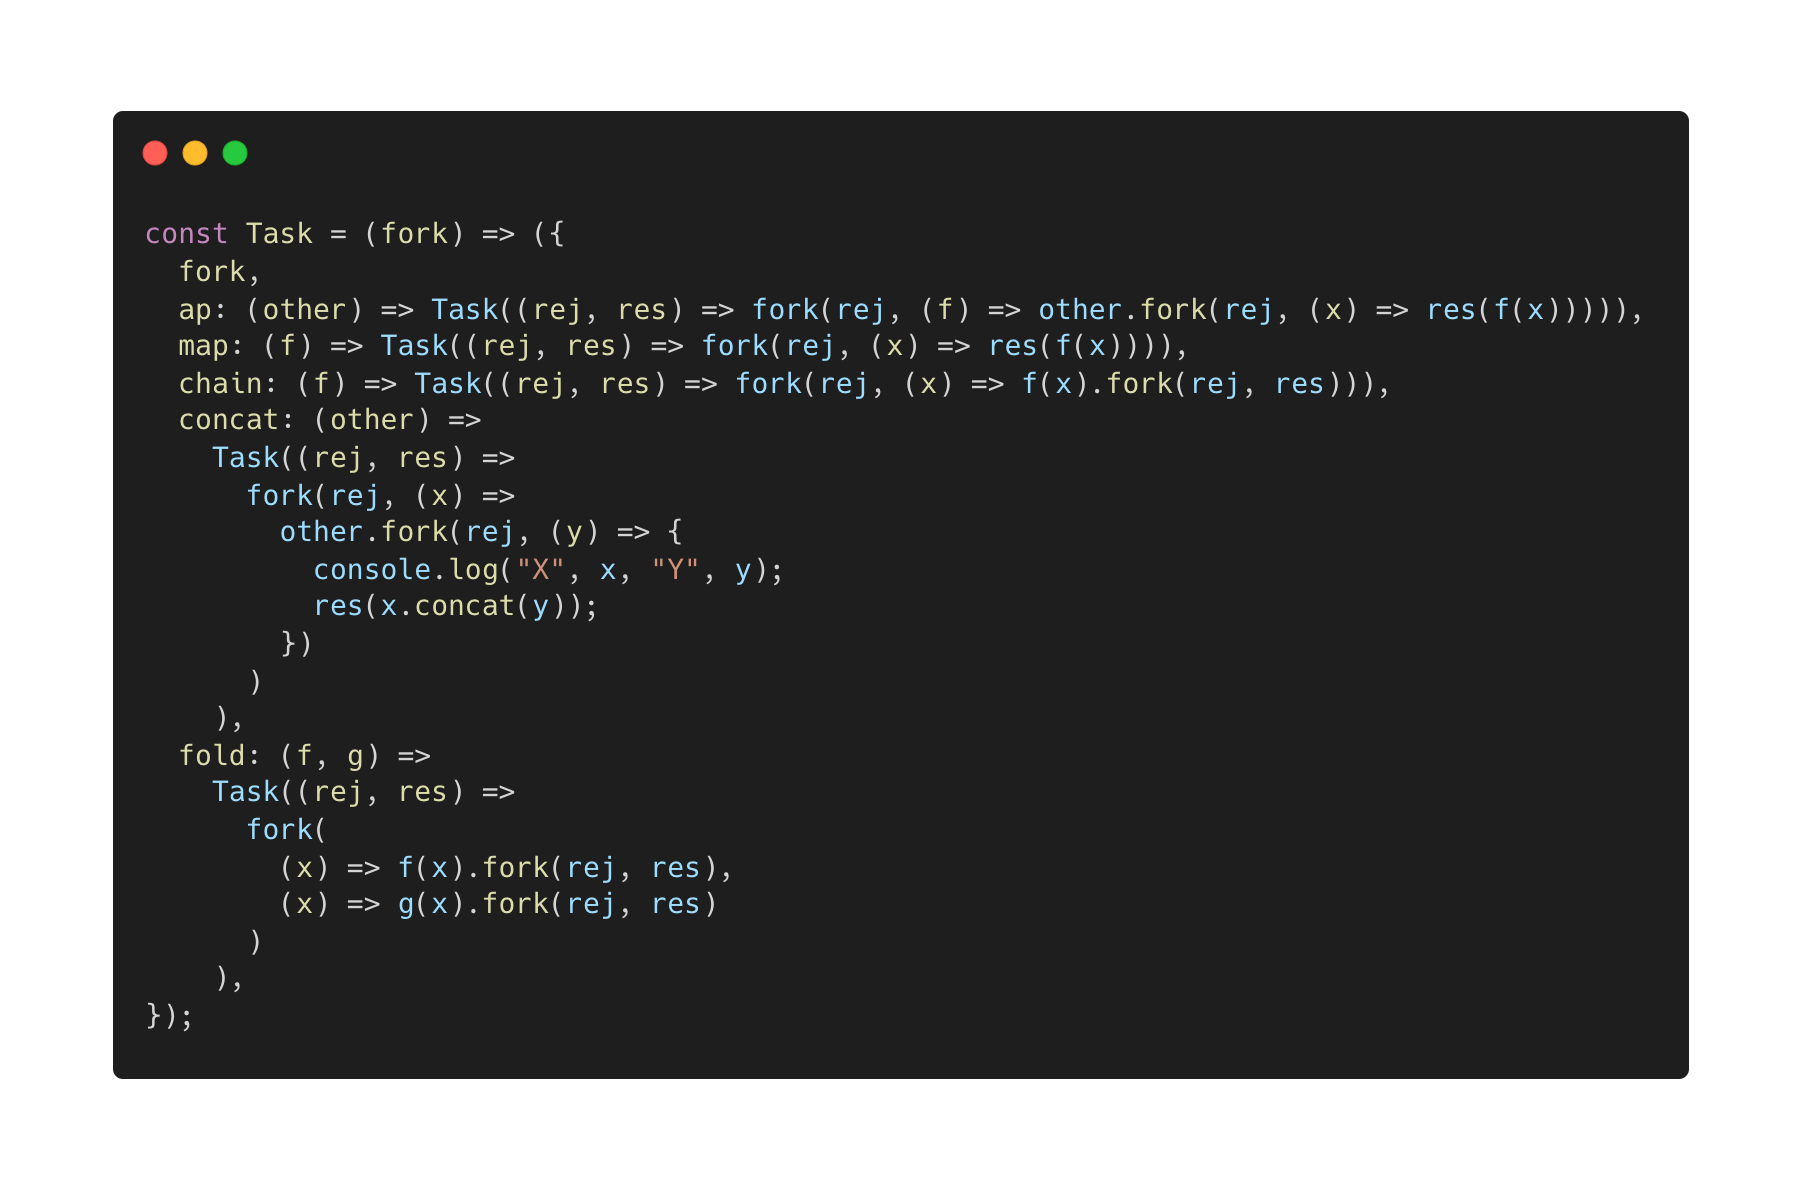 const Task = (fork) => ({
  fork,
  ap: (other) => Task((rej, res) => fork(rej, (f) => other.fork(rej, (x) => res(f(x))))),
  map: (f) => Task((rej, res) => fork(rej, (x) => res(f(x)))),
  chain: (f) => Task((rej, res) => fork(rej, (x) => f(x).fork(rej, res))),
  concat: (other) =>
    Task((rej, res) =>
      fork(rej, (x) =>
        other.fork(rej, (y) => {
          console.log("X", x, "Y", y);
          res(x.concat(y));
        })
      )
    ),
  fold: (f, g) =>
    Task((rej, res) =>
      fork(
        (x) => f(x).fork(rej, res),
        (x) => g(x).fork(rej, res)
      )
    ),
});